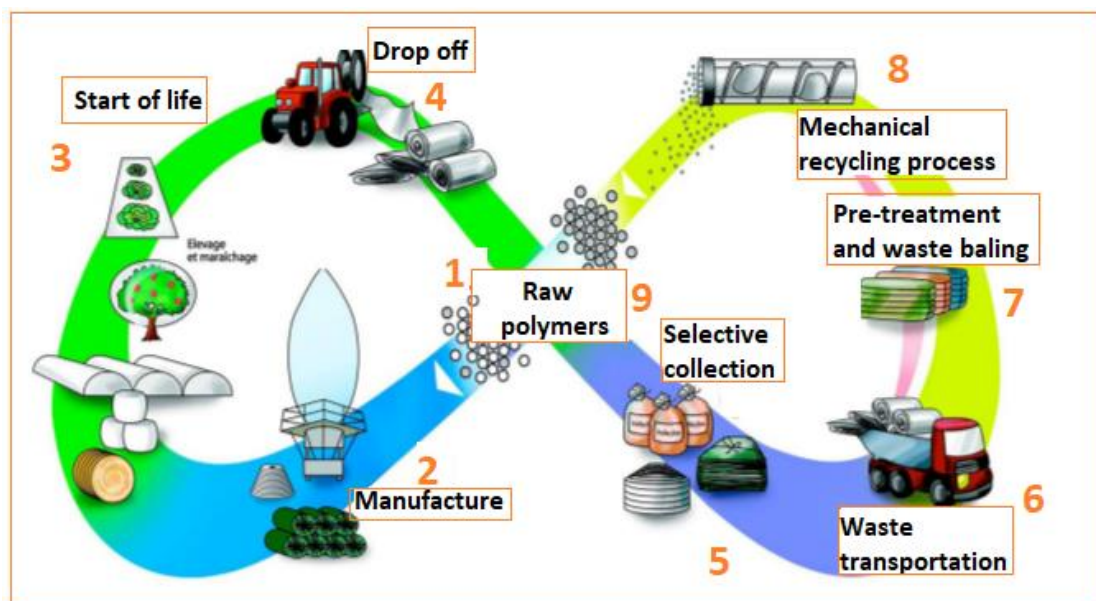 Drop off
4
Start of life
3
Elevage
et maraîchage
8
Mechanical
recycling process
Pre-treatment
and waste baling
7
1
Raw
polymers
9
Selective
collection
2
Manufacture
5
6
Waste
transportation